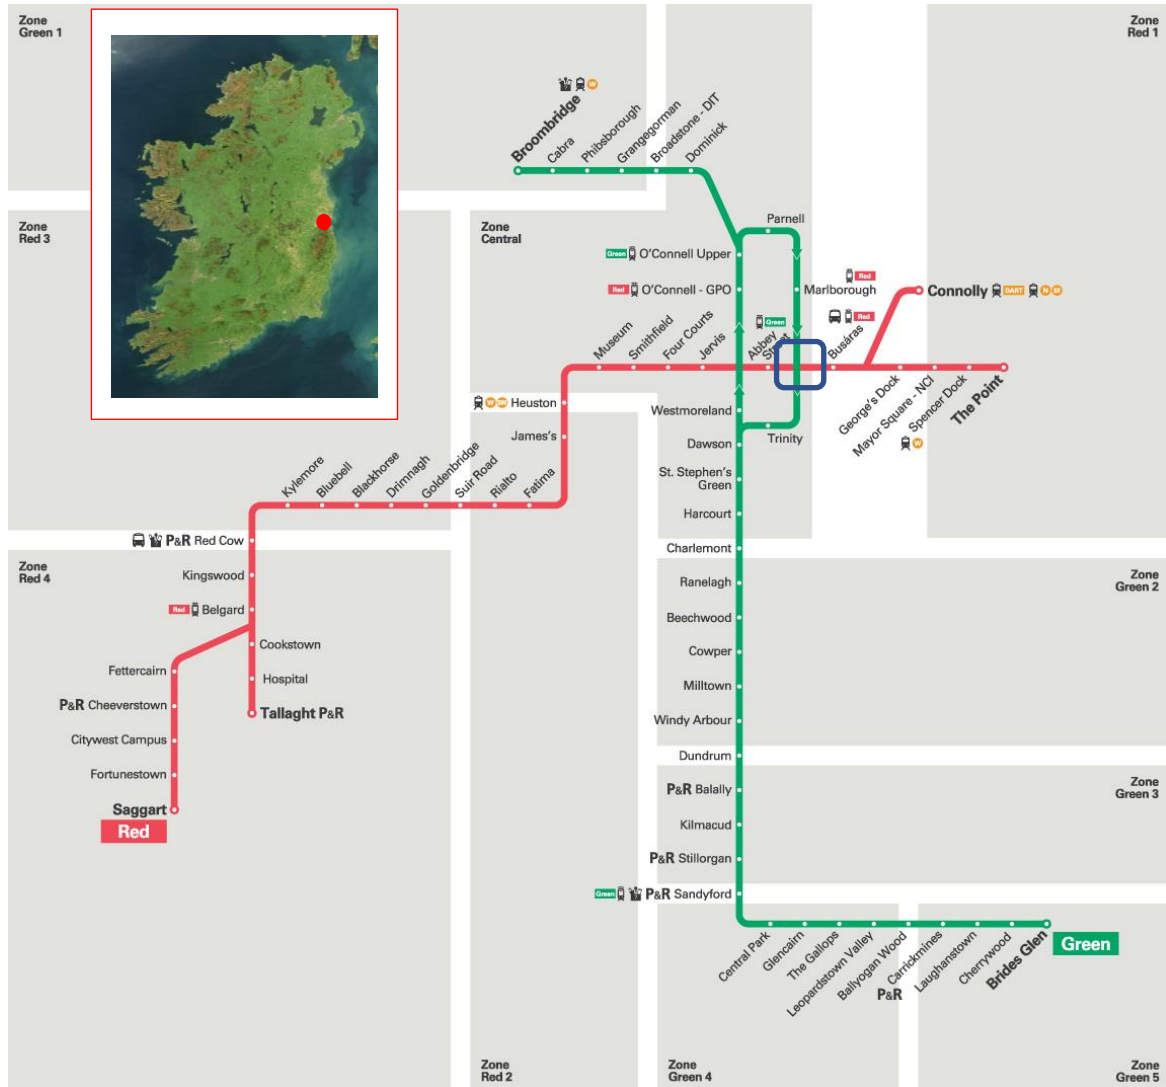 Zone
Green 1
Zone
Red 1
Broombridge
Cabra
Phibsborough
Grangegorman
Broadstone - DIT
Dominick
W
Zone
Red 3
Zone
Central
Parnell
Green O'Connell Upper
Red O'Connell - GPO
Marlborough
Red
Connolly DART N M
Green
Red
Museum
Smithfield
Four Courts
Jervis
Abbey
Street
Busáras
George's Dock
Mayor Square - NCI
Spencer Dock
The Point
W
Heuston
Westmoreland
Trinity
James's
Dawson
St. Stephen's
Green
Harcourt
Kylemore
Bluebell
Blackhorse
Drimnagh
Goldenbridge
Suir Road
Rialto
Fatima
P&R Red Cow
Charlemont
Zone
Red 4
Kingswood
Red Belgard
Cookstown
Hospital
Tallaght P&R
Fettercairn
P&R Cheeverstown
Citywest Campus
Fortunestown
Saggart
Red
Zone
Green 2
Ranelagh
Beechwood
Cowper
Milltown
Windy Arbour
Dundrum
Zone
Green 3
P&R Balally
Kilmacud
P&R Stillorgan
Green P&R Sandyford
Central Park
Glencairn
The Gallops
Leopardstown Valley
Ballyogan Wood
Carrickmines
P&R
Laughanstown
Cherrywood
Brides Glen
Green
Zone
Red 2
Zone
Green 4
Zone
Green 5